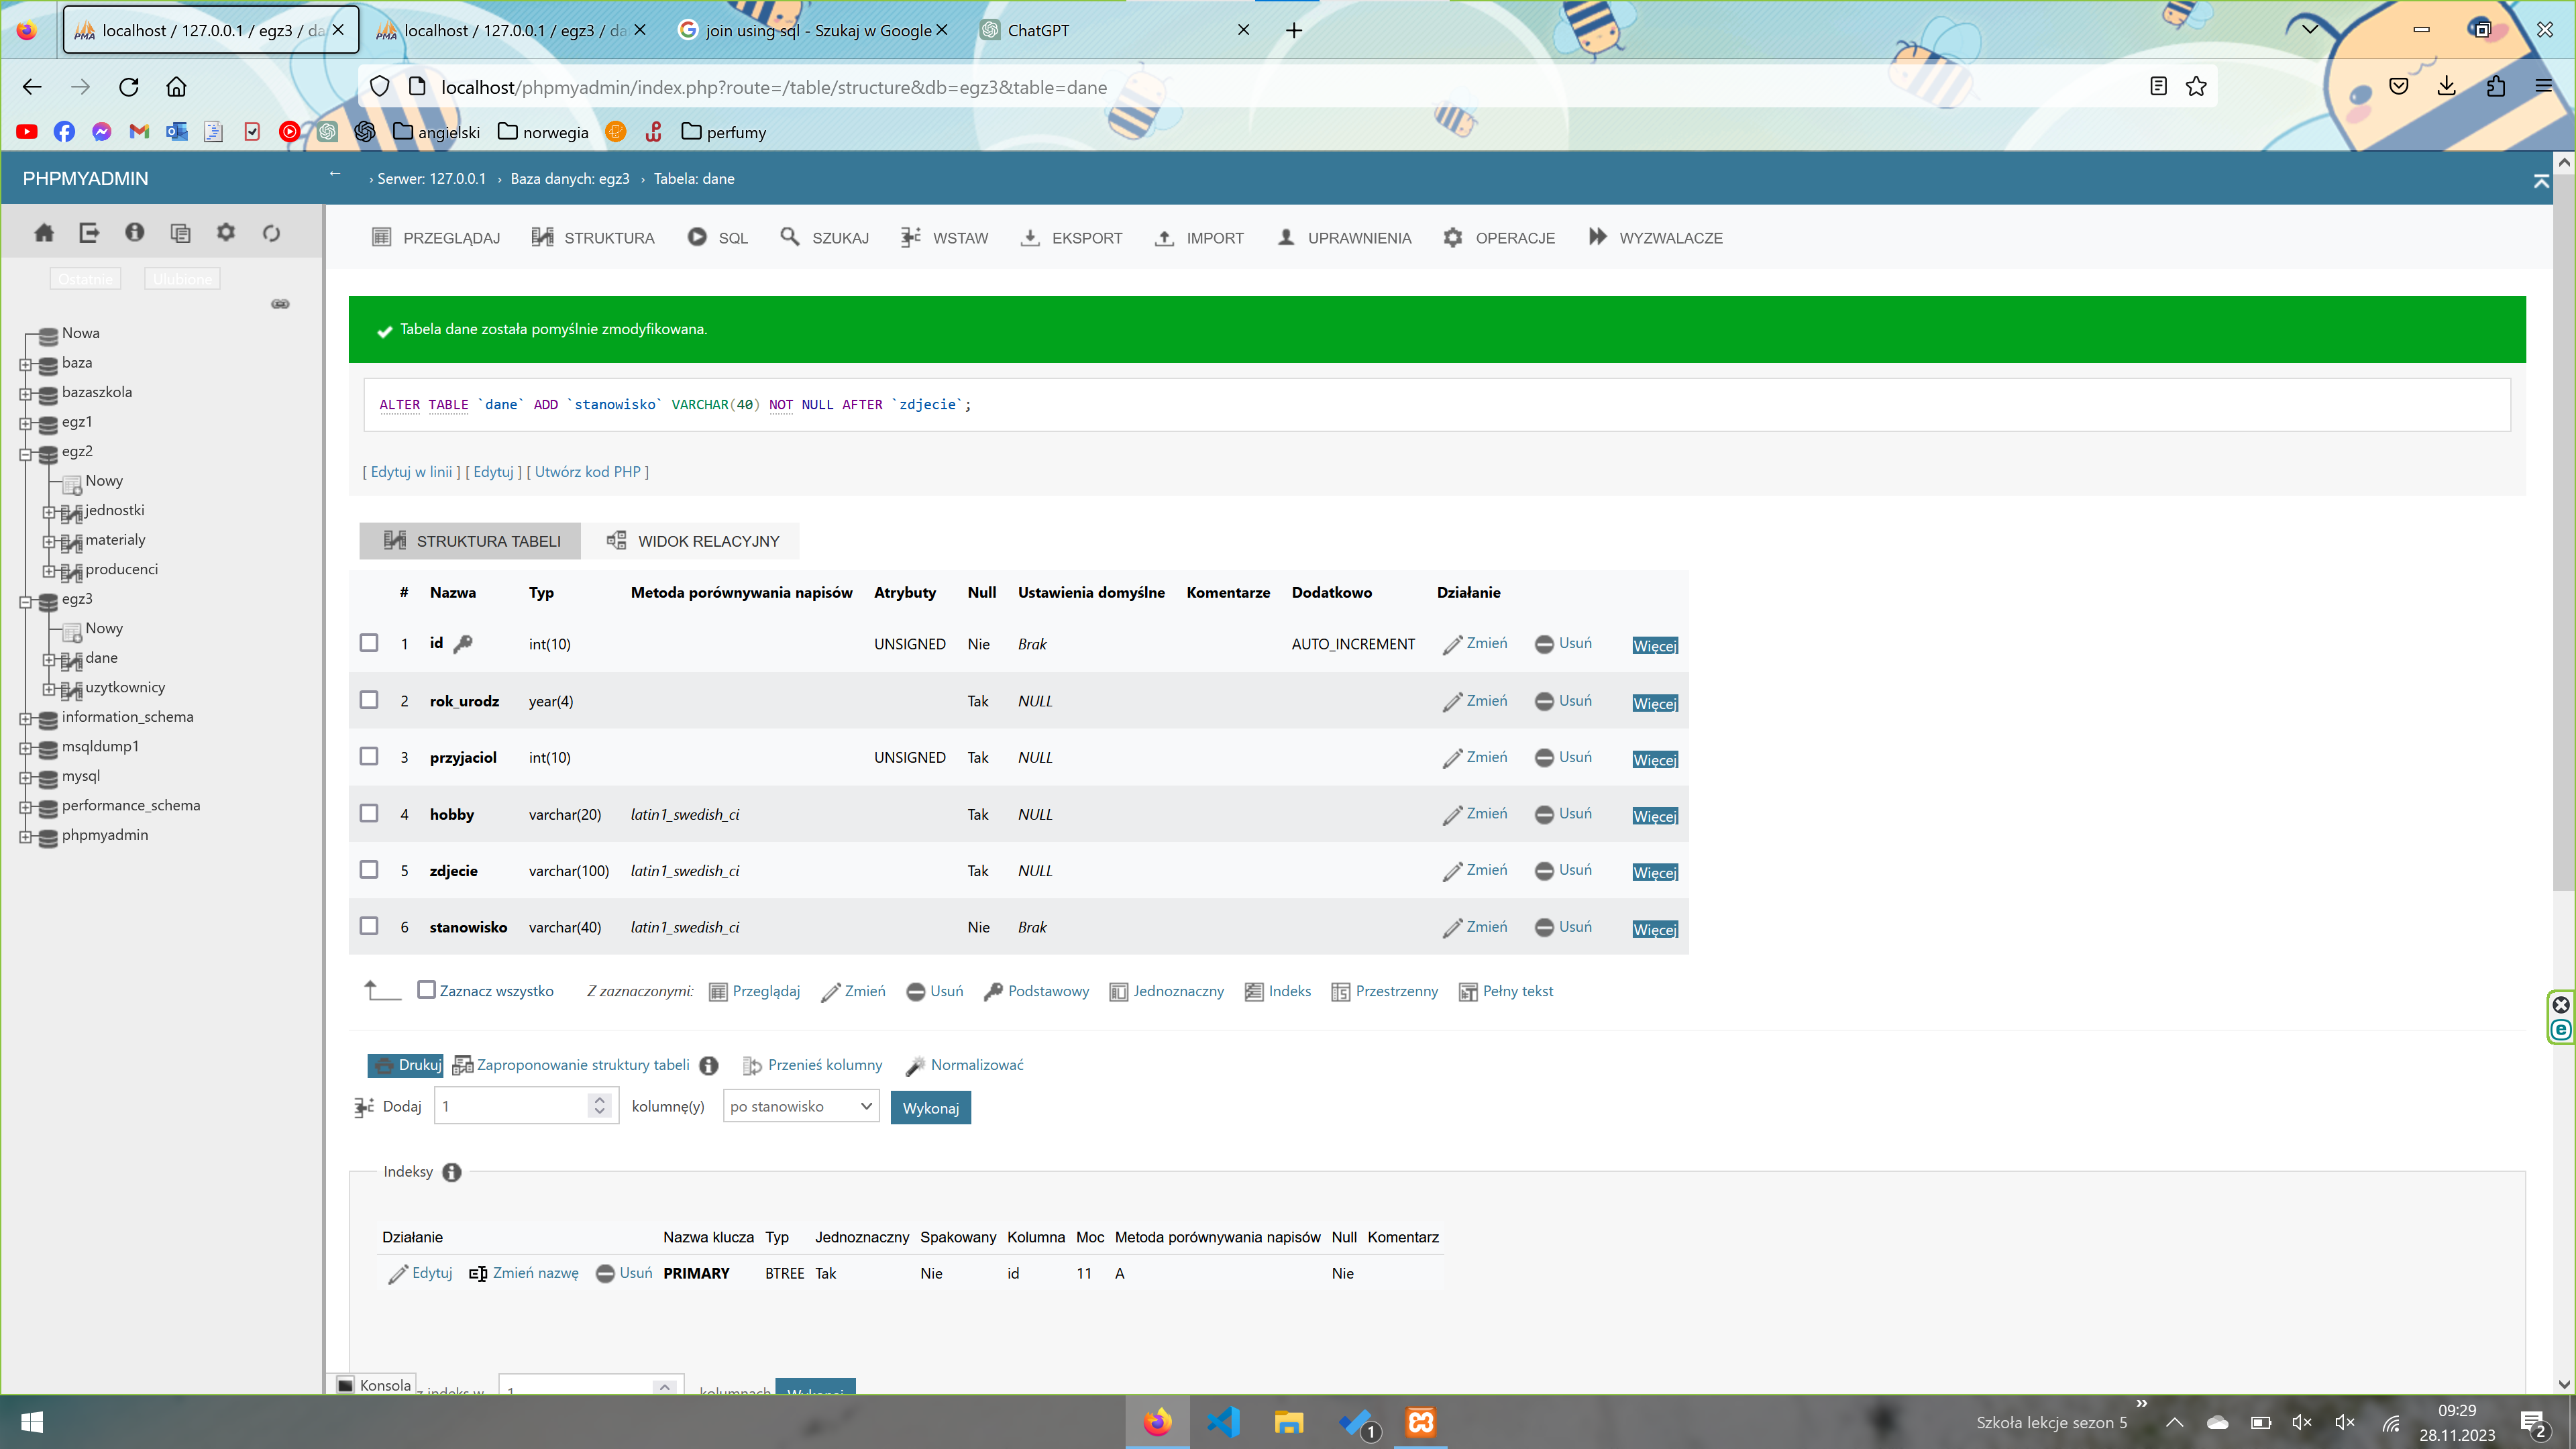 localhost / 127.0.0.1 / egz3 / da
localhost / 127.0.0.1 / egz3 / da
join using sql - Szukaj w Google
ChatGPT
localhost/phpmyadmin/index.php?route=/table/structure&db=egz3&table=dane
angielski
norwegia
perfumy
PHPMYADMIN
←
› Serwer: 127.0.0.1 › Baza danych: egz3 › Tabela: dane
PRZEGLĄDAJ STRUKTURA SQL SZUKAJ WSTAW EKSPORT IMPORT UPRAWNIENIA OPERACJE WYZWALACZE
Ostatnie Ulubione
Nowa
baza
bazaszkola
egz1
egz2
Nowy
jednostki
materialy
producenci
egz3
Nowy
dane
uzytkownicy
information_schema
msqldump1
mysql
performance_schema
phpmyadmin
Tabela dane została pomyślnie zmodyfikowana.
ALTER TABLE `dane` ADD `stanowisko` VARCHAR(40) NOT NULL AFTER `zdjecie`;
[ Edytuj w linii ] [ Edytuj ] [ Utwórz kod PHP ]
STRUKTURA TABELI WIDOK RELACYJNY
# Nazwa Typ Metoda porównywania napisów Atrybuty Null Ustawienia domyślne Komentarze Dodatkowo Działanie
1 id int(10) UNSIGNED Nie Brak AUTO_INCREMENT Zmień Usuń Więcej
2 rok_urodz year(4) Tak NULL Zmień Usuń Więcej
3 przyjaciol int(10) UNSIGNED Tak NULL Zmień Usuń Więcej
4 hobby varchar(20) latin1_swedish_ci Tak NULL Zmień Usuń Więcej
5 zdjecie varchar(100) latin1_swedish_ci Tak NULL Zmień Usuń Więcej
6 stanowisko varchar(40) latin1_swedish_ci Nie Brak Zmień Usuń Więcej
Zaznacz wszystko Z zaznaczonymi: Przeglądaj Zmień Usuń Podstawowy Jednoznaczny Indeks Przestrzenny Pełny tekst
Drukuj Zaproponowanie struktury tabeli Przenieś kolumny Normalizować
Dodaj 1 kolumnę(y) po stanowisko Wykonaj
Indeksy
Działanie Nazwa klucza Typ Jednoznaczny Spakowany Kolumna Moc Metoda porównywania napisów Null Komentarz
Edytuj Zmień nazwę Usuń PRIMARY BTREE Tak Nie id 11 A Nie
Konsola z indeks w 1 kolumnach Wykonaj
Szkoła lekcje sezon 5
»
1
09:29
28.11.2023
2